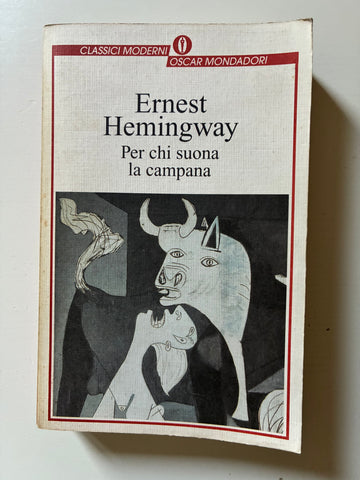 CLASSICI MODERNI
OSCAR MONDADORI
Ernest
Hemingway
Per chi suona
la campana